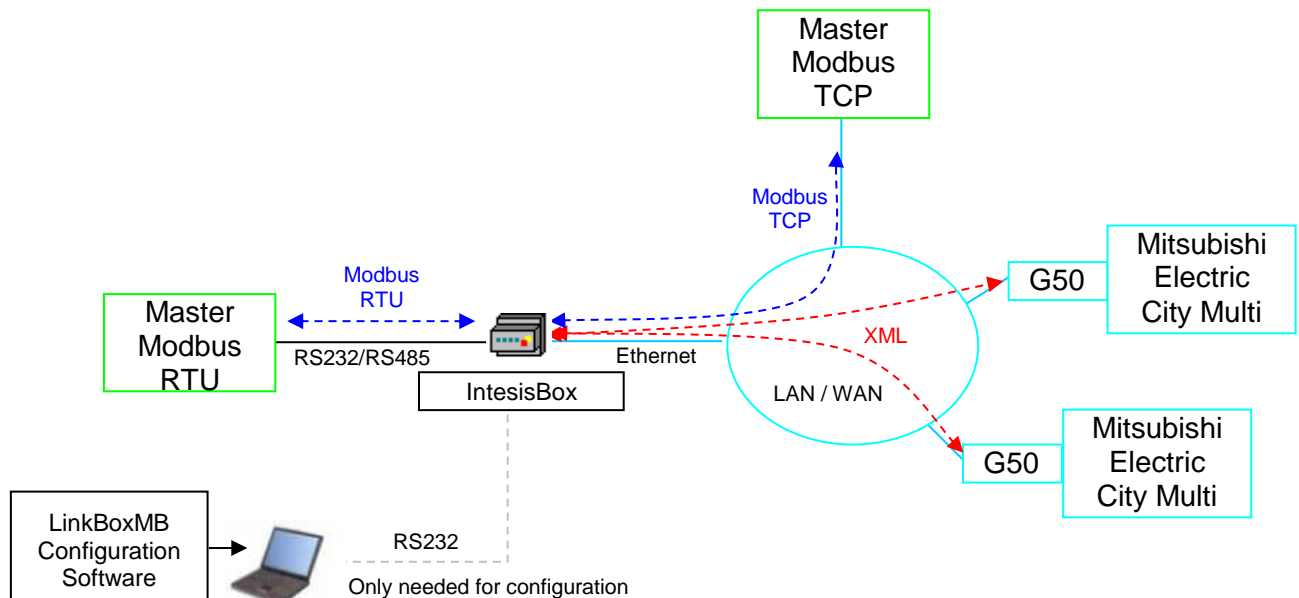 Master
Modbus
TCP
Modbus
TCP
Mitsubishi
Electric
City Multi
G50
Modbus
RTU
Master
Modbus
RTU
RS232/RS485
Ethernet
XML
IntesisBox
LAN / WAN
Mitsubishi
Electric
City Multi
G50
LinkBoxMB
Configuration
Software
RS232
Only needed for configuration